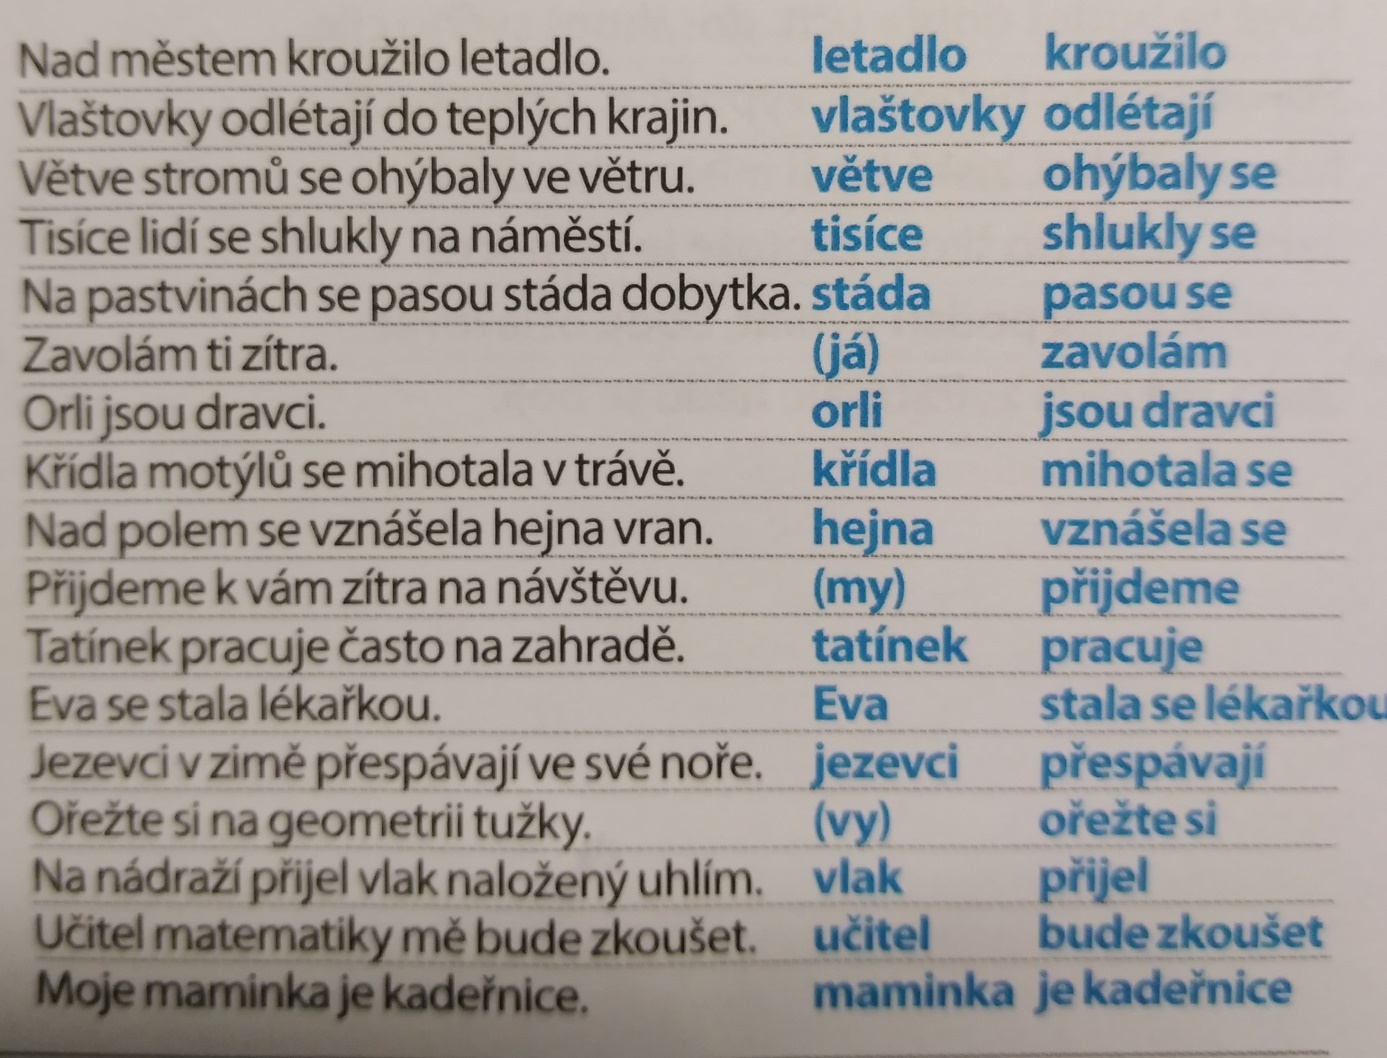 Nad městem kroužilo letadlo. letadlo kroužilo
Vlaštovky odlétají do teplých krajin. vlaštovky odlétají
Větve stromů se ohýbaly ve větru. větve ohýbaly se
Tisíce lidí se shlukly na náměstí. tisíce shlukly se
Na pastvinách se pasou stáda dobytka. stáda pasou se
Zavolám ti zítra. (já) zavolám
Orli jsou dravci. orli jsou dravci
Křídla motýlů se mihotala v trávě. křídla mihotala se
Nad polem se vznášela hejna vran. hejna vznášela se
Přijdeme k vám zítra na návštěvu. (my) přijdeme
Tatínek pracuje často na zahradě. tatínek pracuje
Eva se stala lékařkou. Eva stala se lékařkou
Jezevci v zimě přespávají ve své noře. jezevci přespávají
Ořežte si na geometrii tužky. (vy) ořežte si
Na nádraží přijel vlak naložený uhlím. vlak přijel
Učitel matematiky mě bude zkoušet. učitel bude zkoušet
Moje maminka je kadeřnice. maminka je kadeřnice